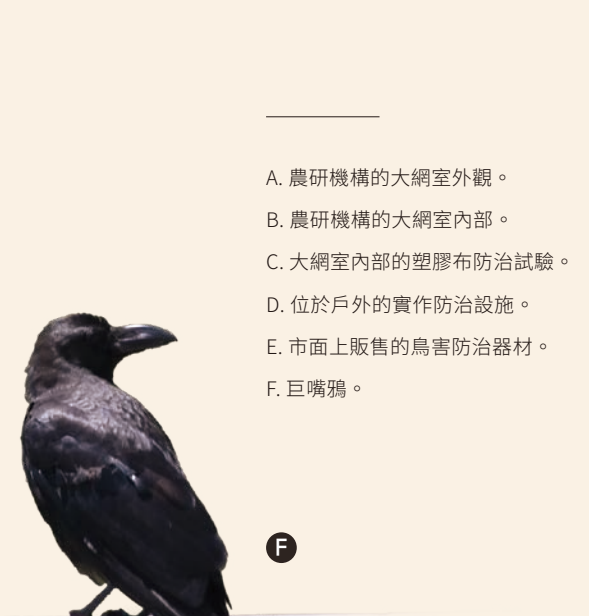 A. 農研機構的大網室外觀。
B. 農研機構的大網室內部。
C. 大網室內部的塑膠布防治試驗。
D. 位於戶外的實作防治設施。
E. 市面上販售的鳥害防治器材。
F. 巨嘴鴉。
F